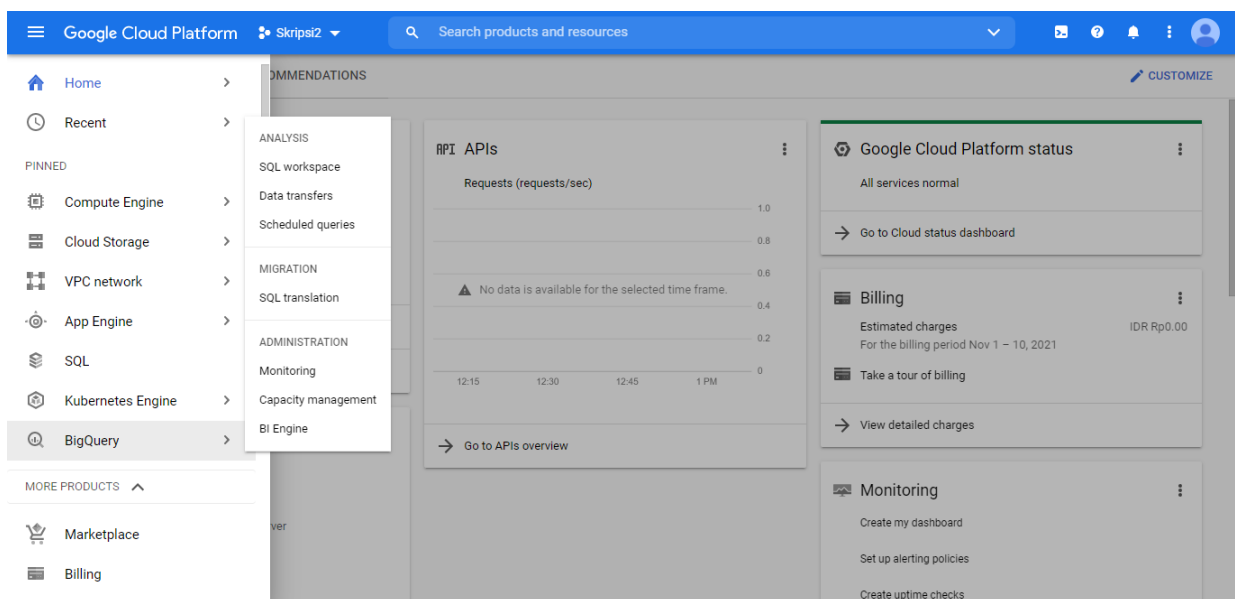 Google Cloud Platform
Skripsi2
Search products and resources
Home
Recent
PINNED
Compute Engine
Cloud Storage
VPC network
App Engine
SQL
Kubernetes Engine
BigQuery
MORE PRODUCTS
Marketplace
Billing
ANALYSIS
SQL workspace
Data transfers
Scheduled queries
MIGRATION
SQL translation
ADMINISTRATION
Monitoring
Capacity management
BI Engine
CUSTOMIZE
API APIs
Requests (requests/sec)
1.0
0.8
0.6
No data is available for the selected time frame.
0.4
0.2
0
12:15 12:30 12:45 1 PM
Go to APIs overview
Google Cloud Platform status
All services normal
Go to Cloud status dashboard
Billing
Estimated charges IDR Rp0.00
For the billing period Nov 1 – 10, 2021
Take a tour of billing
View detailed charges
Monitoring
Create my dashboard
Set up alerting policies
Create uptime checks